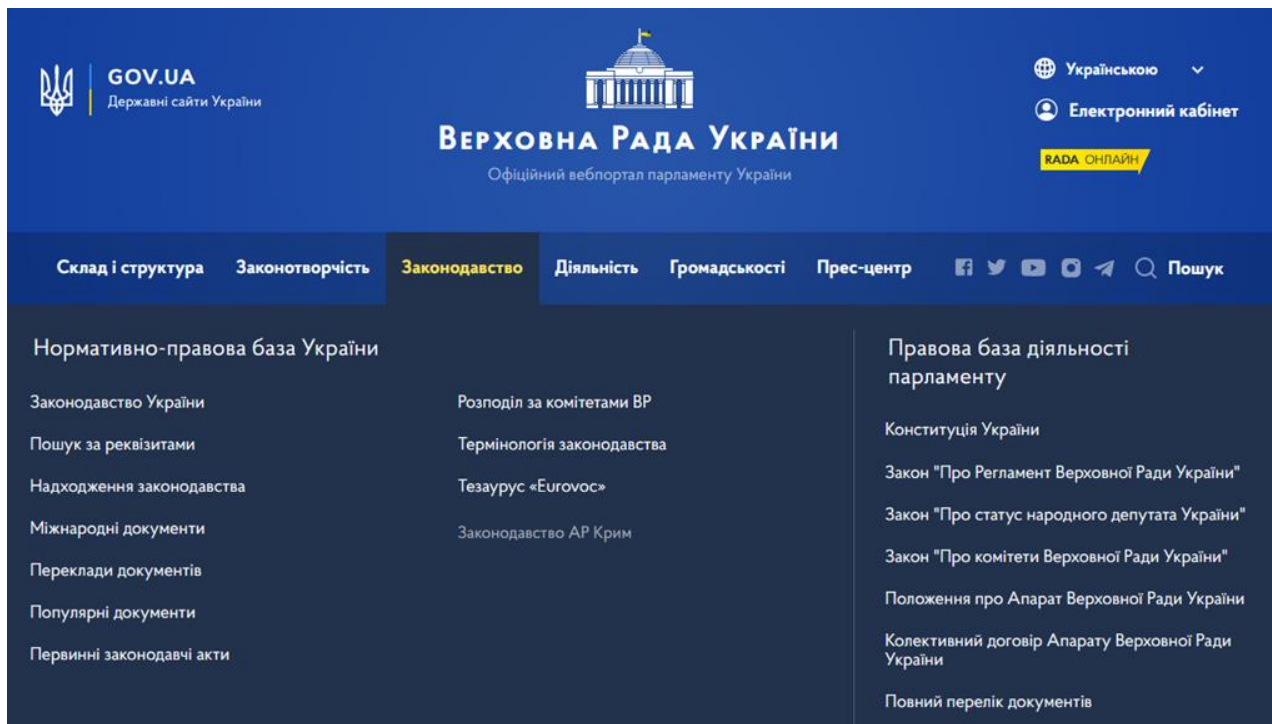 GOV.UA
Державні сайти України
ВЕРХОВНА РАДА УКРАЇНИ
Офіційний вебпортал парламенту України
Українською
Електронний кабінет
RADA ОНЛАЙН
Склад і структура
Законотворчість
Законодавство
Діяльність
Громадськості
Прес-центр
Пошук
Нормативно-правова база України
Законодавство України
Пошук за реквізитами
Надходження законодавства
Міжнародні документи
Переклади документів
Популярні документи
Первинні законодавчі акти
Розподіл за комітетами ВР
Термінологія законодавства
Тезаурус «Eurovoc»
Законодавство АР Крим
Правова база діяльності
парламенту
Конституція України
Закон "Про Регламент Верховної Ради України"
Закон "Про статус народного депутата України"
Закон "Про комітети Верховної Ради України"
Положення про Апарат Верховної Ради України
Колективний договір Апарату Верховної Ради
України
Повний перелік документів